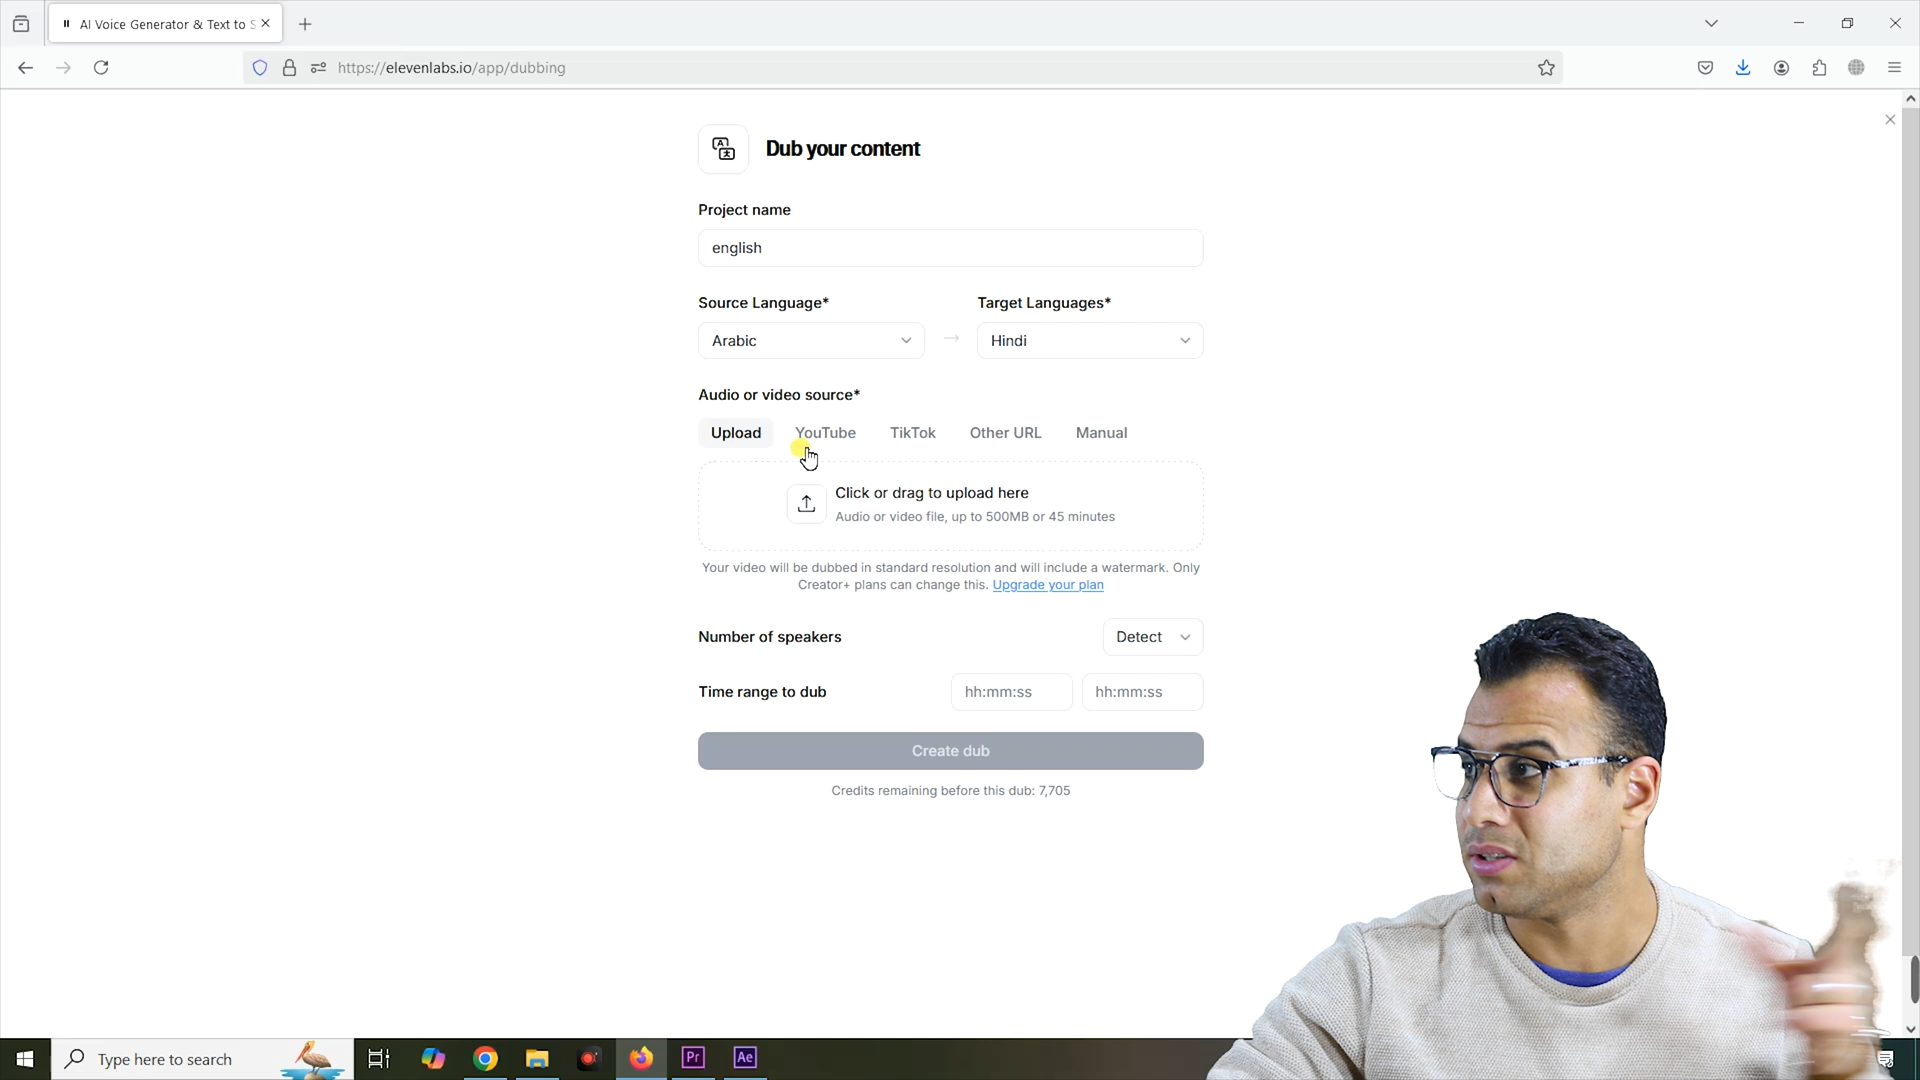 AI Voice Generator & Text to S
https://elevenlabs.io/app/dubbing
Dub your content
Project name
english
Source Language*
Target Languages*
Arabic
Hindi
Audio or video source*
Upload
YouTube
TikTok
Other URL
Manual
Click or drag to upload here
Audio or video file, up to 500MB or 45 minutes
Your video will be dubbed in standard resolution and will include a watermark. Only
Creator+ plans can change this. Upgrade your plan
Number of speakers
Detect
Time range to dub
hh:mm:ss
hh:mm:ss
Create dub
Credits remaining before this dub: 7,705
Type here to search
Pr
Ae